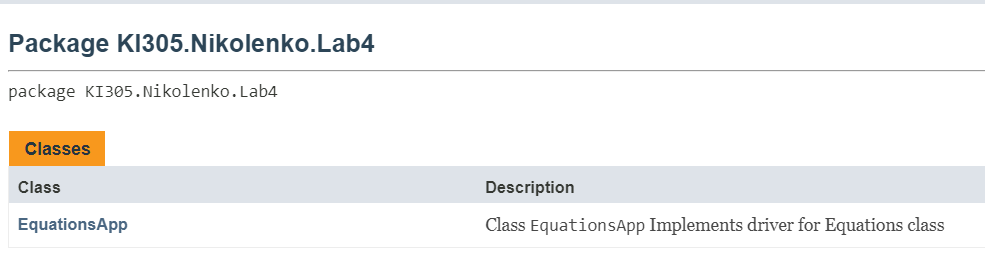 Package KI305.Nikolenko.Lab4
package KI305.Nikolenko.Lab4
Classes
Class Description
EquationsApp Class EquationsApp Implements driver for Equations class